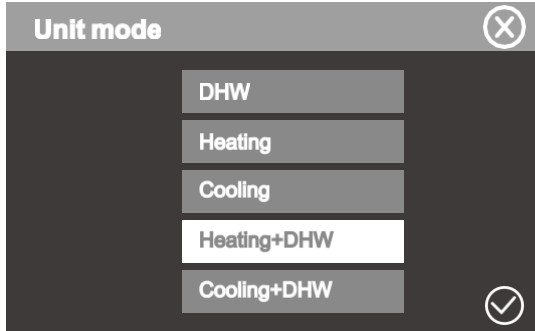 Unit mode
DHW
Heating
Cooling
Heating+DHW
Cooling+DHW